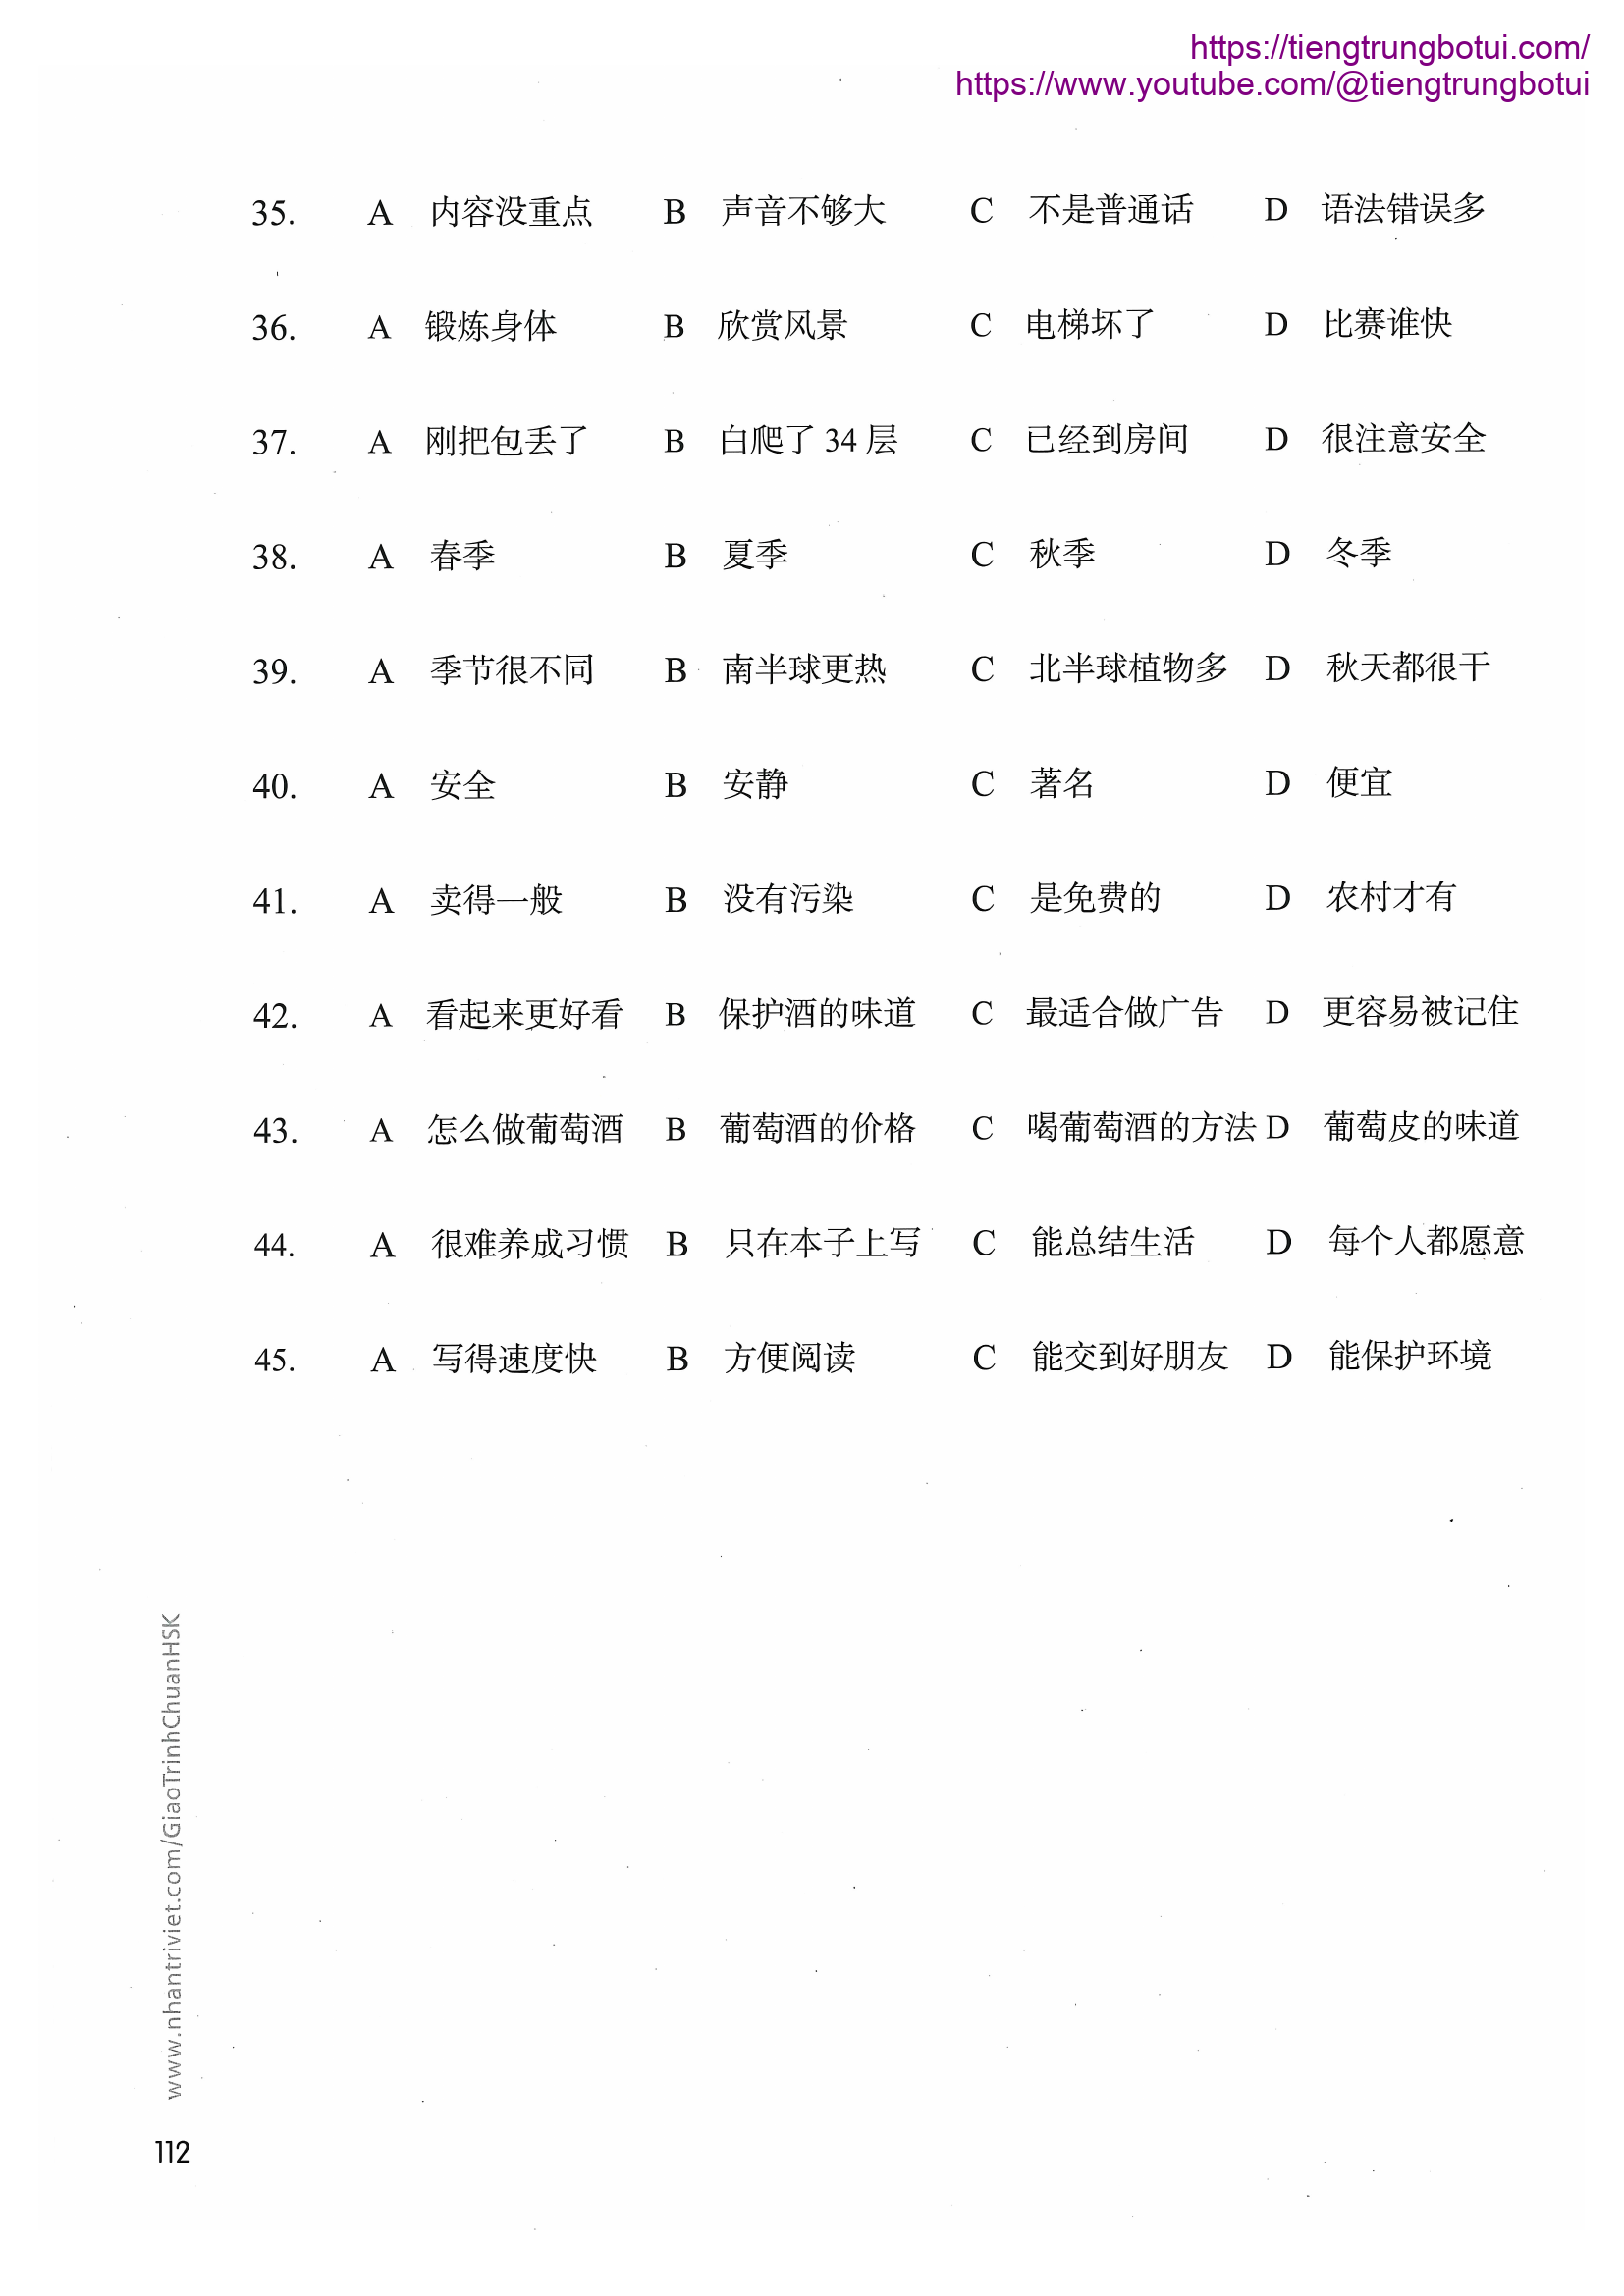 https://tiengtrungbotui.com/
https://www.youtube.com/@tiengtrungbotui
35. A 内容没重点 B 声音不够大 C 不是普通话 D 语法错误多
36. A 锻炼身体 B 欣赏风景 C 电梯坏了 D 比赛谁快
37. A 刚把包丢了 B 白爬了 34 层 C 已经到房间 D 很注意安全
38. A 春季 B 夏季 C 秋季 D 冬季
39. A 季节很不同 B 南半球更热 C 北半球植物多 D 秋天都很干
40. A 安全 B 安静 C 著名 D 便宜
41. A 卖得一般 B 没有污染 C 是免费的 D 农村才有
42. A 看起来更好看 B 保护酒的味道 C 最适合做广告 D 更容易被记住
43. A 怎么做葡萄酒 B 葡萄酒的价格 C 喝葡萄酒的方法 D 葡萄皮的味道
44. A 很难养成习惯 B 只在本子上写 C 能总结生活 D 每个人都愿意
45. A 写得速度快 B 方便阅读 C 能交到好朋友 D 能保护环境
www.nhantriviet.com/GiaoTrinhChuanHSK
112